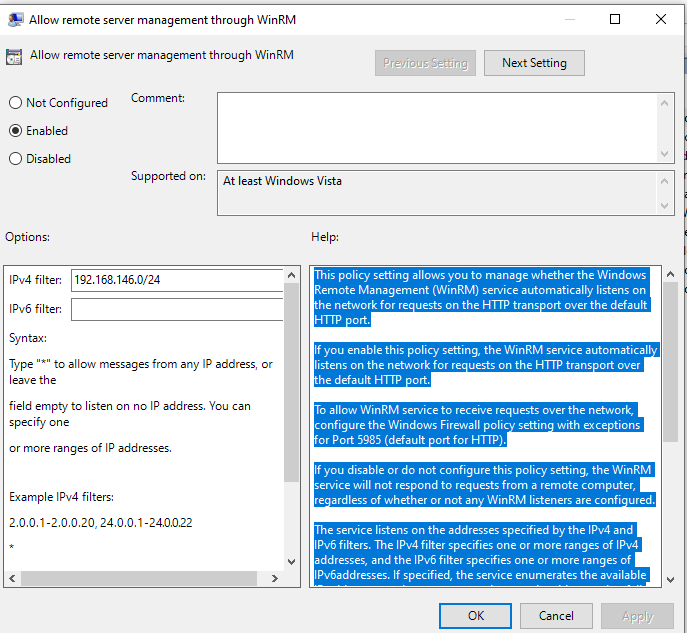 Allow remote server management through WinRM
Allow remote server management through WinRM
Previous Setting
Next Setting
Not Configured
Comment:
Enabled
Disabled
Supported on:
At least Windows Vista
Options:
Help:
IPv4 filter:
192.168.146.0/24
IPv6 filter:
Syntax:
Type "*" to allow messages from any IP address, or
leave the
field empty to listen on no IP address. You can
specify one
or more ranges of IP addresses.
Example IPv4 filters:
2.0.0.1-2.0.0.20, 24.0.0.1-24.0.0.22
*
This policy setting allows you to manage whether the Windows
Remote Management (WinRM) service automatically listens on
the network for requests on the HTTP transport over the default
HTTP port.
If you enable this policy setting, the WinRM service automatically
listens on the network for requests on the HTTP transport over
the default HTTP port.
To allow WinRM service to receive requests over the network,
configure the Windows Firewall policy setting with exceptions
for Port 5985 (default port for HTTP).
If you disable or do not configure this policy setting, the WinRM
service will not respond to requests from a remote computer,
regardless of whether or not any WinRM listeners are configured.
The service listens on the addresses specified by the IPv4 and
IPv6 filters. The IPv4 filter specifies one or more ranges of IPv4
addresses, and the IPv6 filter specifies one or more ranges of
IPv6addresses. If specified, the service enumerates the available
OK
Cancel
Apply